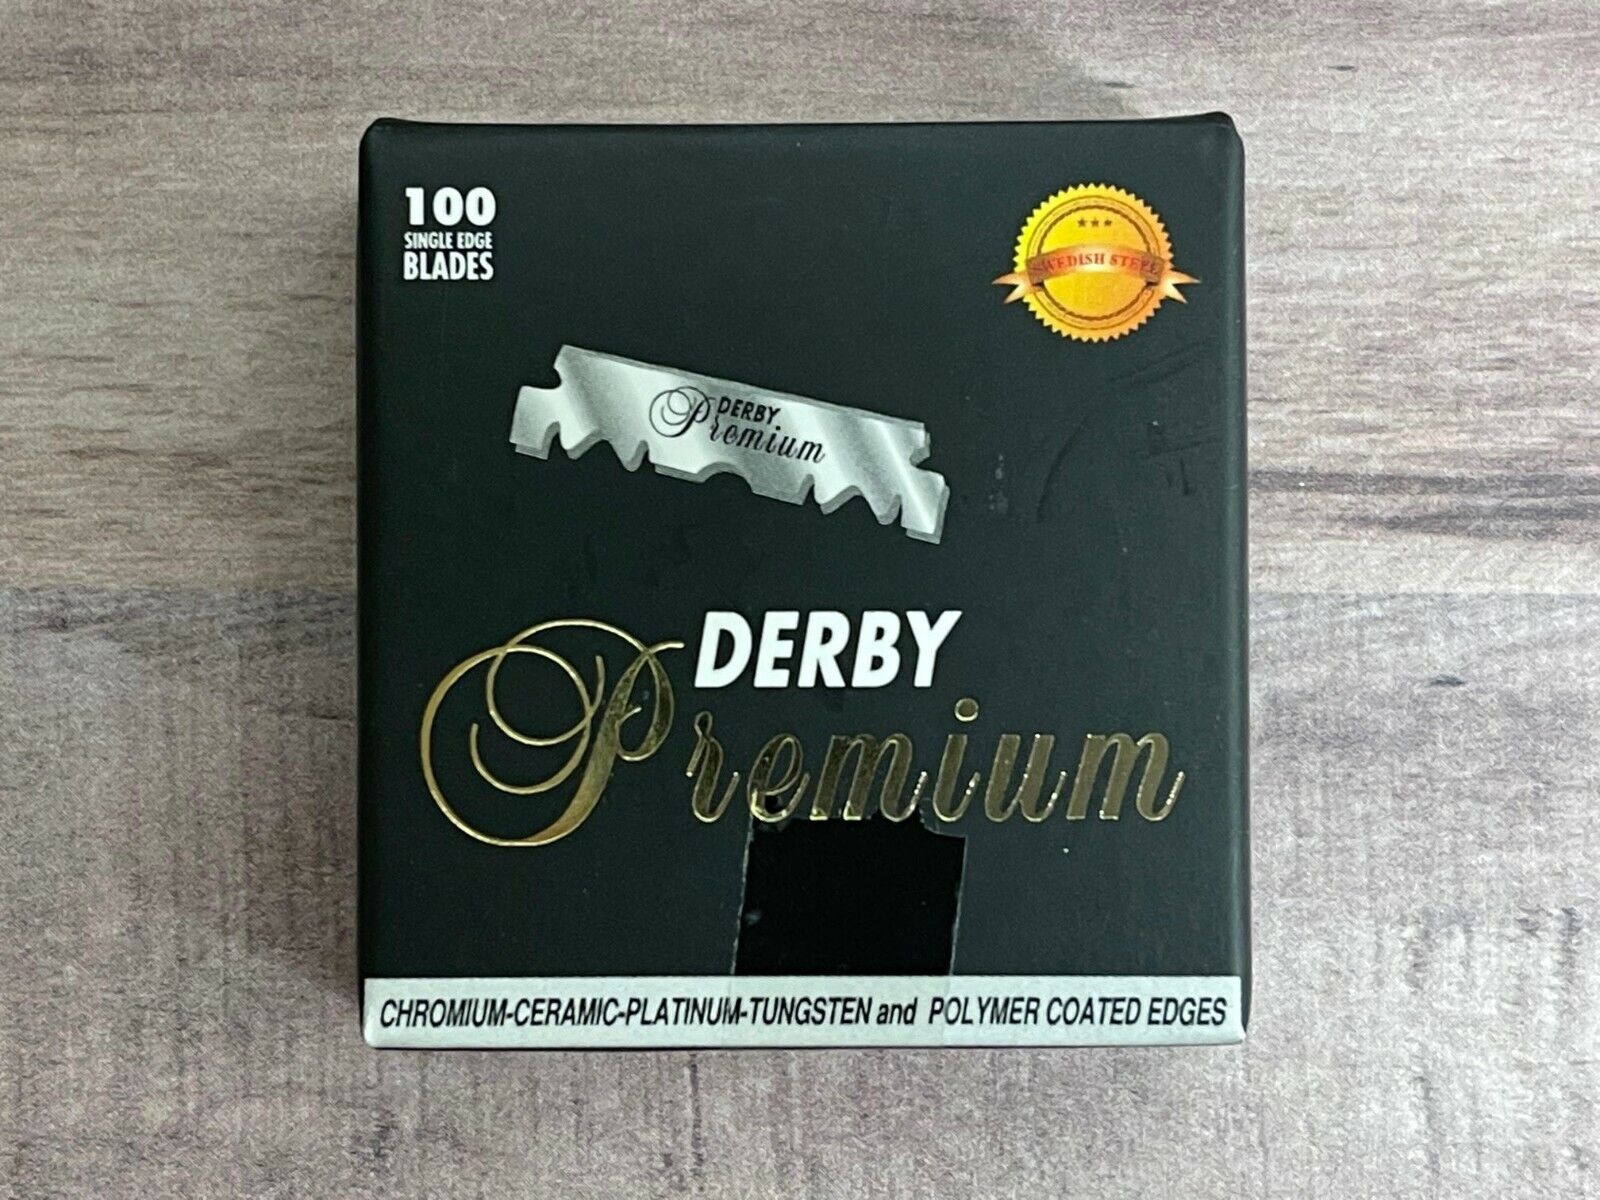 100
SINGLE EDGE
BLADES
SWEDISH STEEL
DERBY
Premium
DERBY
Premium
CHROMIUM-CERAMIC-PLATINUM-TUNGSTEN and POLYMER COATED EDGES